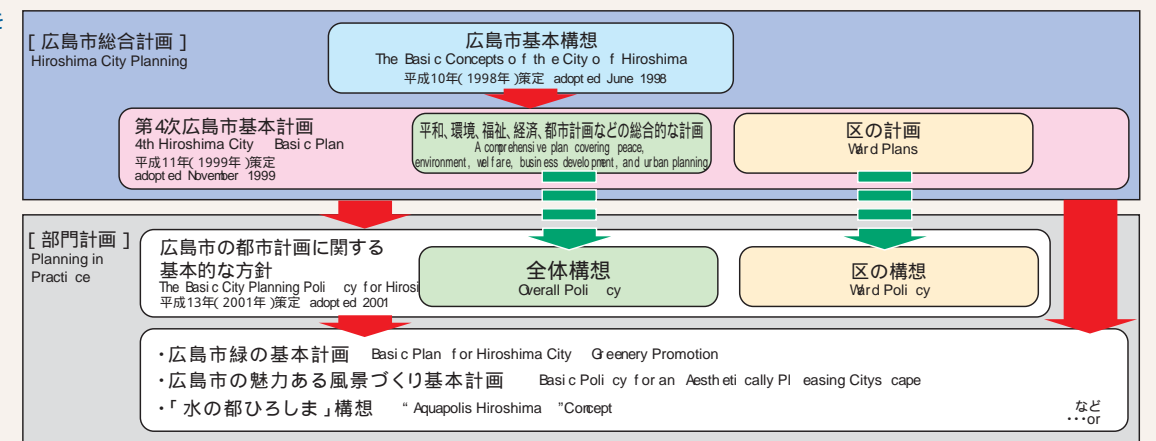 [ 広島市総合計画 ]
Hiroshima City Planning
広島市基本構想
The Basic Concepts of the City of Hiroshima
平成10年(1998年)策定 adopted June 1998
第4次広島市基本計画
4th Hiroshima City Basic Plan
平成11年(1999年)策定
adopted November 1999
平和、環境、福祉、経済、都市計画などの総合的な計画
A comprehensive plan covering peace,
environment, welfare, business development, and urban planning
区の計画
Ward Plans
[ 部門計画 ]
Planning in
Practice
広島市の都市計画に関する
基本的な方針
The Basic City Planning Policy for Hirosi
平成13年(2001年)策定 adopted 2001
全体構想
Overall Policy
区の構想
Ward Policy
・広島市緑の基本計画 Basic Plan for Hiroshima City Greenery Promotion
・広島市の魅力ある風景づくり基本計画 Basic Policy for an Aesthetically Pleasing Cityscape
・「水の都ひろしま」構想 "Aquapolis Hiroshima" Concept
など
・・・or